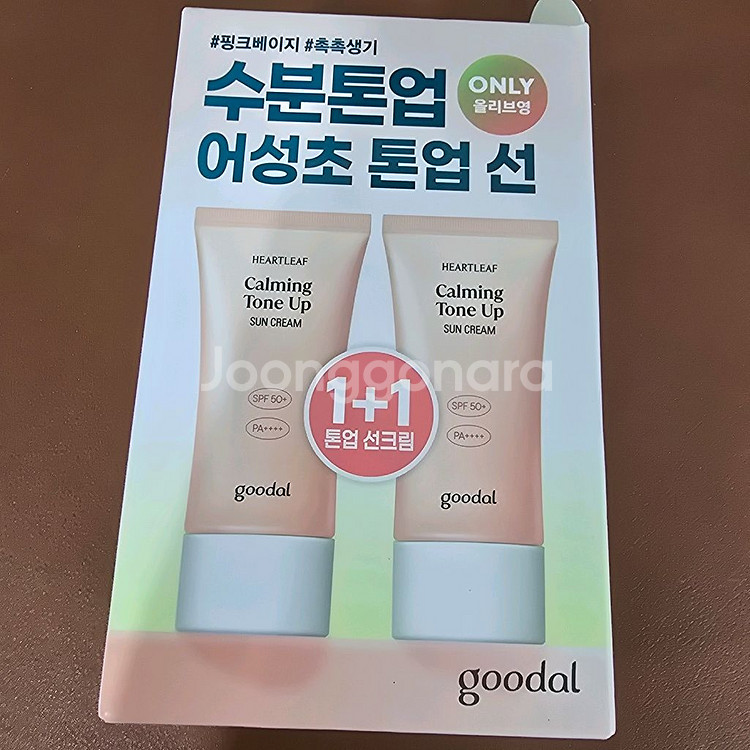 #핑크베이지 #촉촉생기
수분톤업
ONLY
올리브영
어성초 톤업 선
HEARTLEAF
Calming
Tone Up
SUN CREAM
SPF 50+
PA++++
goodal
HEARTLEAF
Calming
Tone Up
SUN CREAM
SPF 50+
PA++++
goodal
1+1
톤업 선크림
Joonggonara
goodal